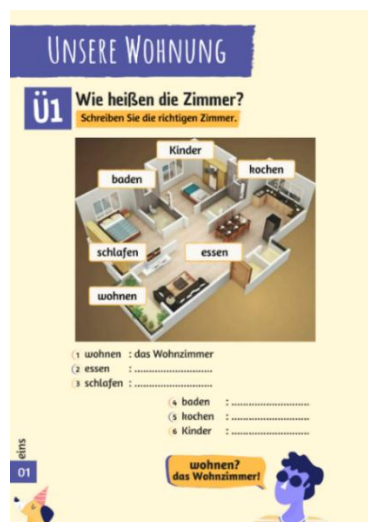 UNSERE WOHNUNG
Ü1
Wie heißen die Zimmer?
Schreiben Sie die richtigen Zimmer.
Kinder
kochen
baden
schlafen
essen
wohnen
1 wohnen : das Wohnzimmer
2 essen : ..........................
3 schlafen : ..........................
4 baden : ..........................
5 kochen : ..........................
6 Kinder : ..........................
eins
01
wohnen?
das Wohnzimmer!